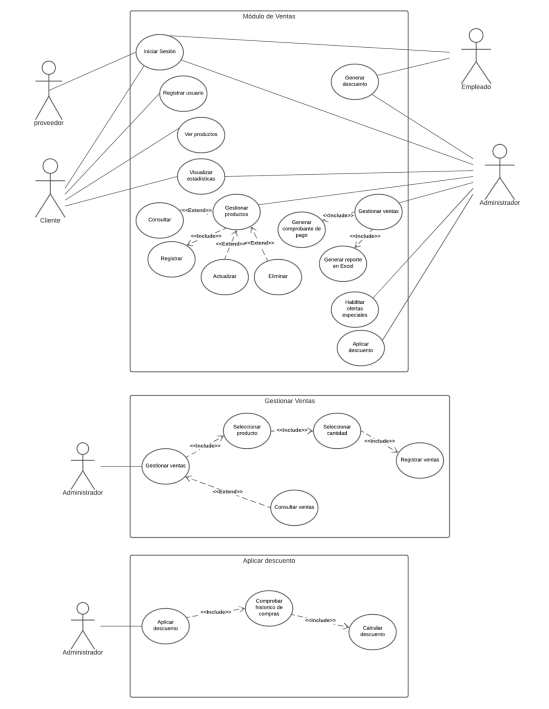 Módulo de Ventas
Iniciar Sesión
Empleado
Generar
descuento
proveedor
Registrar usuario
Ver productos
Visualizar
estadísticas
Cliente
Administrador
Consultar
<<Extend>>
Gestionar
productos
Gestionar ventas
<<Include>>
Generar
comprobante de
pago
<<Include>>
Registrar
<<Include>>
<<Extend>>
<<Extend>>
Generar reporte
en Excel
Actualizar
Eliminar
Habilitar
ofertas
especiales
Aplicar
descuento
Gestionar Ventas
Seleccionar
producto
<<Include>>
Seleccionar
cantidad
<<Include>>
<<Include>>
Gestionar ventas
Registrar ventas
Administrador
<<Extend>>
Consultar ventas
Aplicar descuento
Comprobar
historico de
compras
<<Include>>
<<Include>>
Aplicar
descuento
Calcular
descuento
Administrador